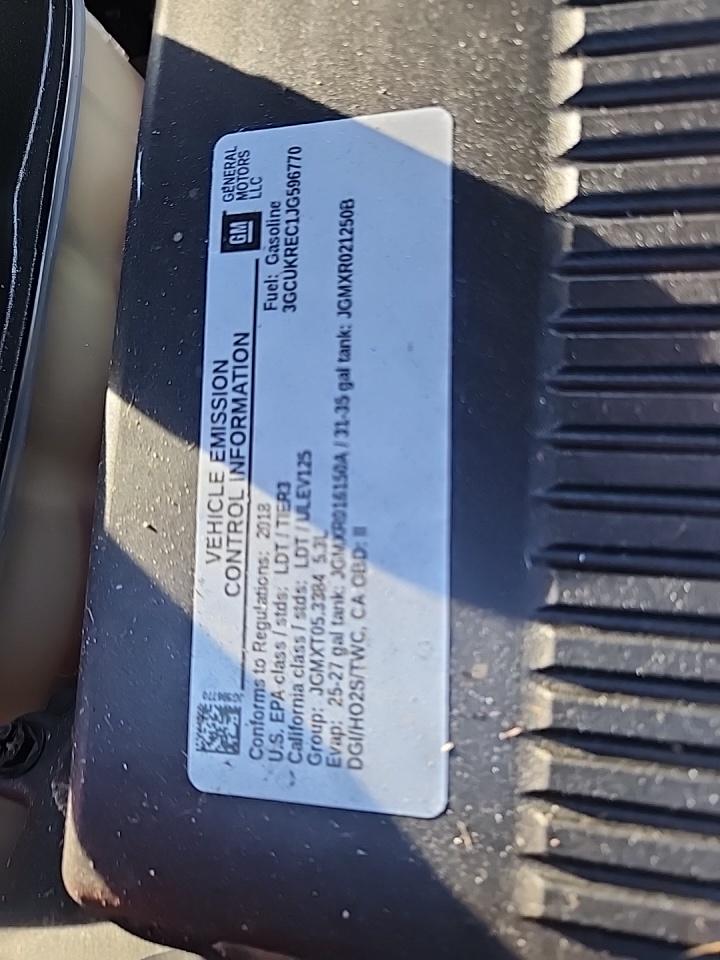 VEHICLE EMISSION
CONTROL INFORMATION
GM
GENERAL
MOTORS
LLC
Conforms to Regulations: 2018
Fuel: Gasoline
U.S. EPA class / stds: LDT / TIER3
3GCUKREC1JG596770
California class / stds: LDT / ULEV125
Group: JGMXT05.3384 5.3L
Evap: 25-27 gal tank: JGMXR016150A / 31-35 gal tank: JGMXR021250B
DGI/HO2S/TWC, CA OBD: II